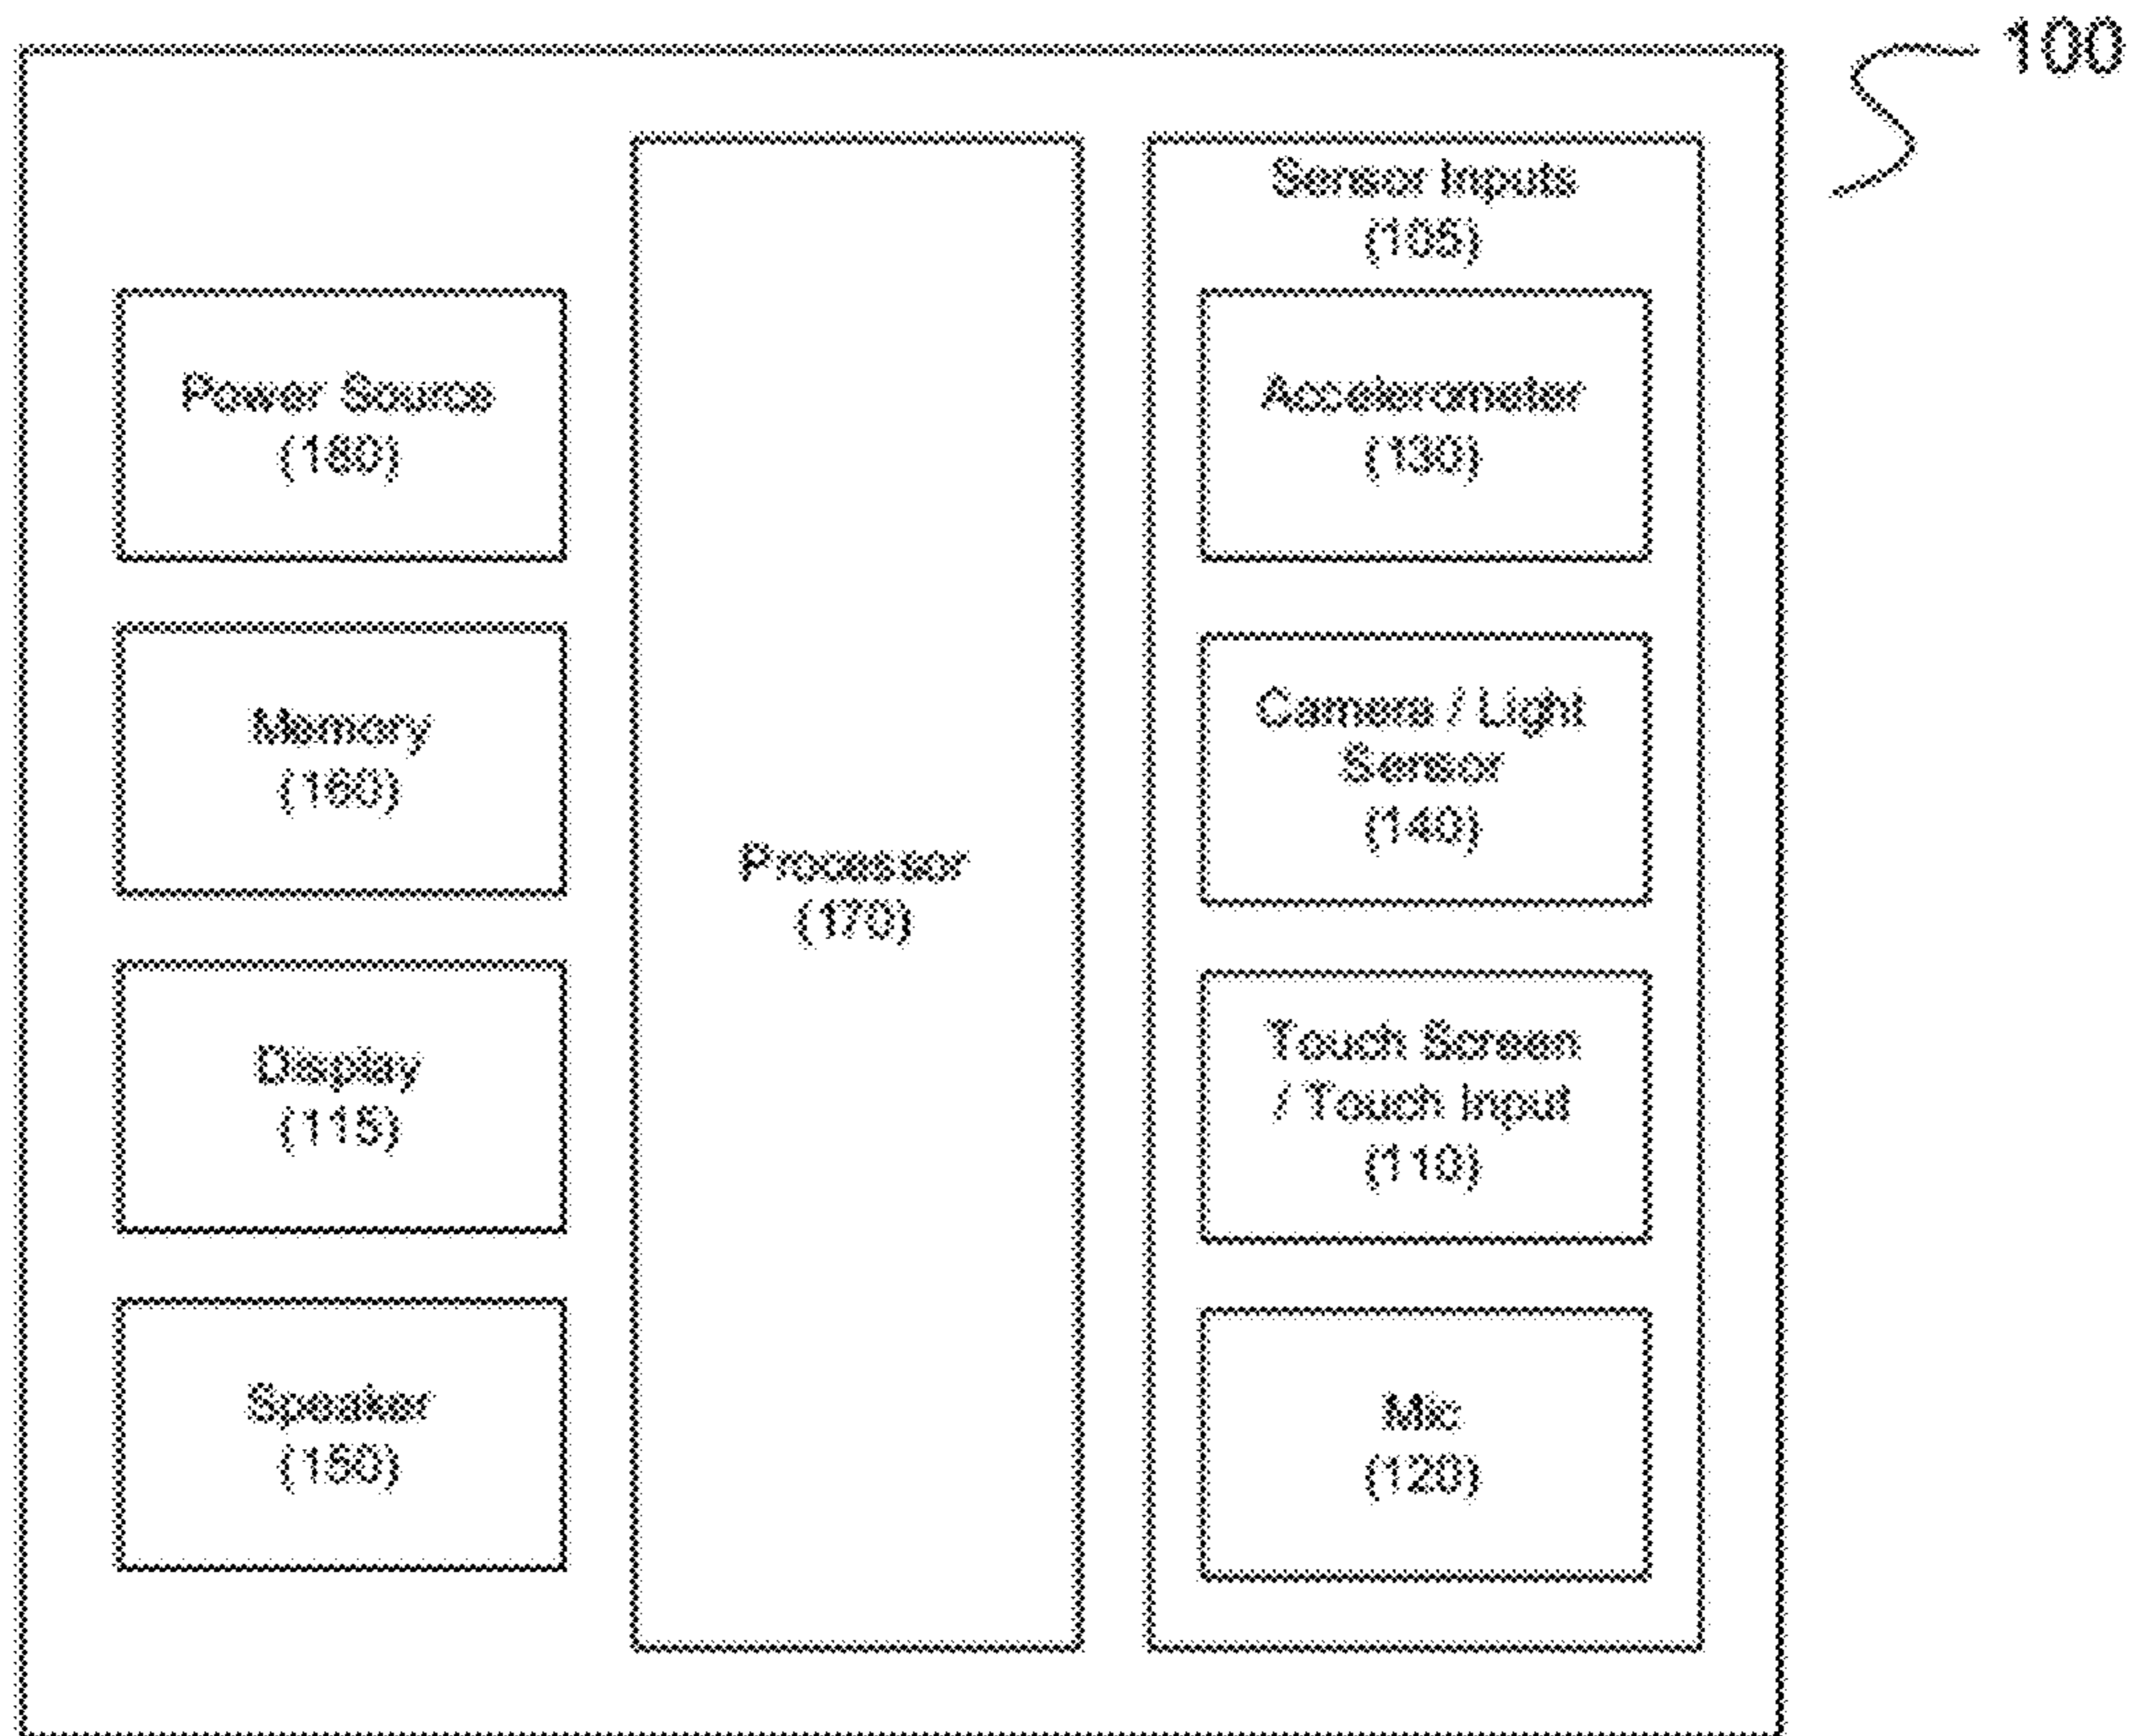 100
Sensor Inputs
(105)
Power Source
(180)
Accelerometer
(130)
Memory
(160)
Camera / Light
Sensor
(140)
Processor
(170)
Display
(115)
Touch Screen
/ Touch Input
(110)
Speaker
(150)
Mic
(120)